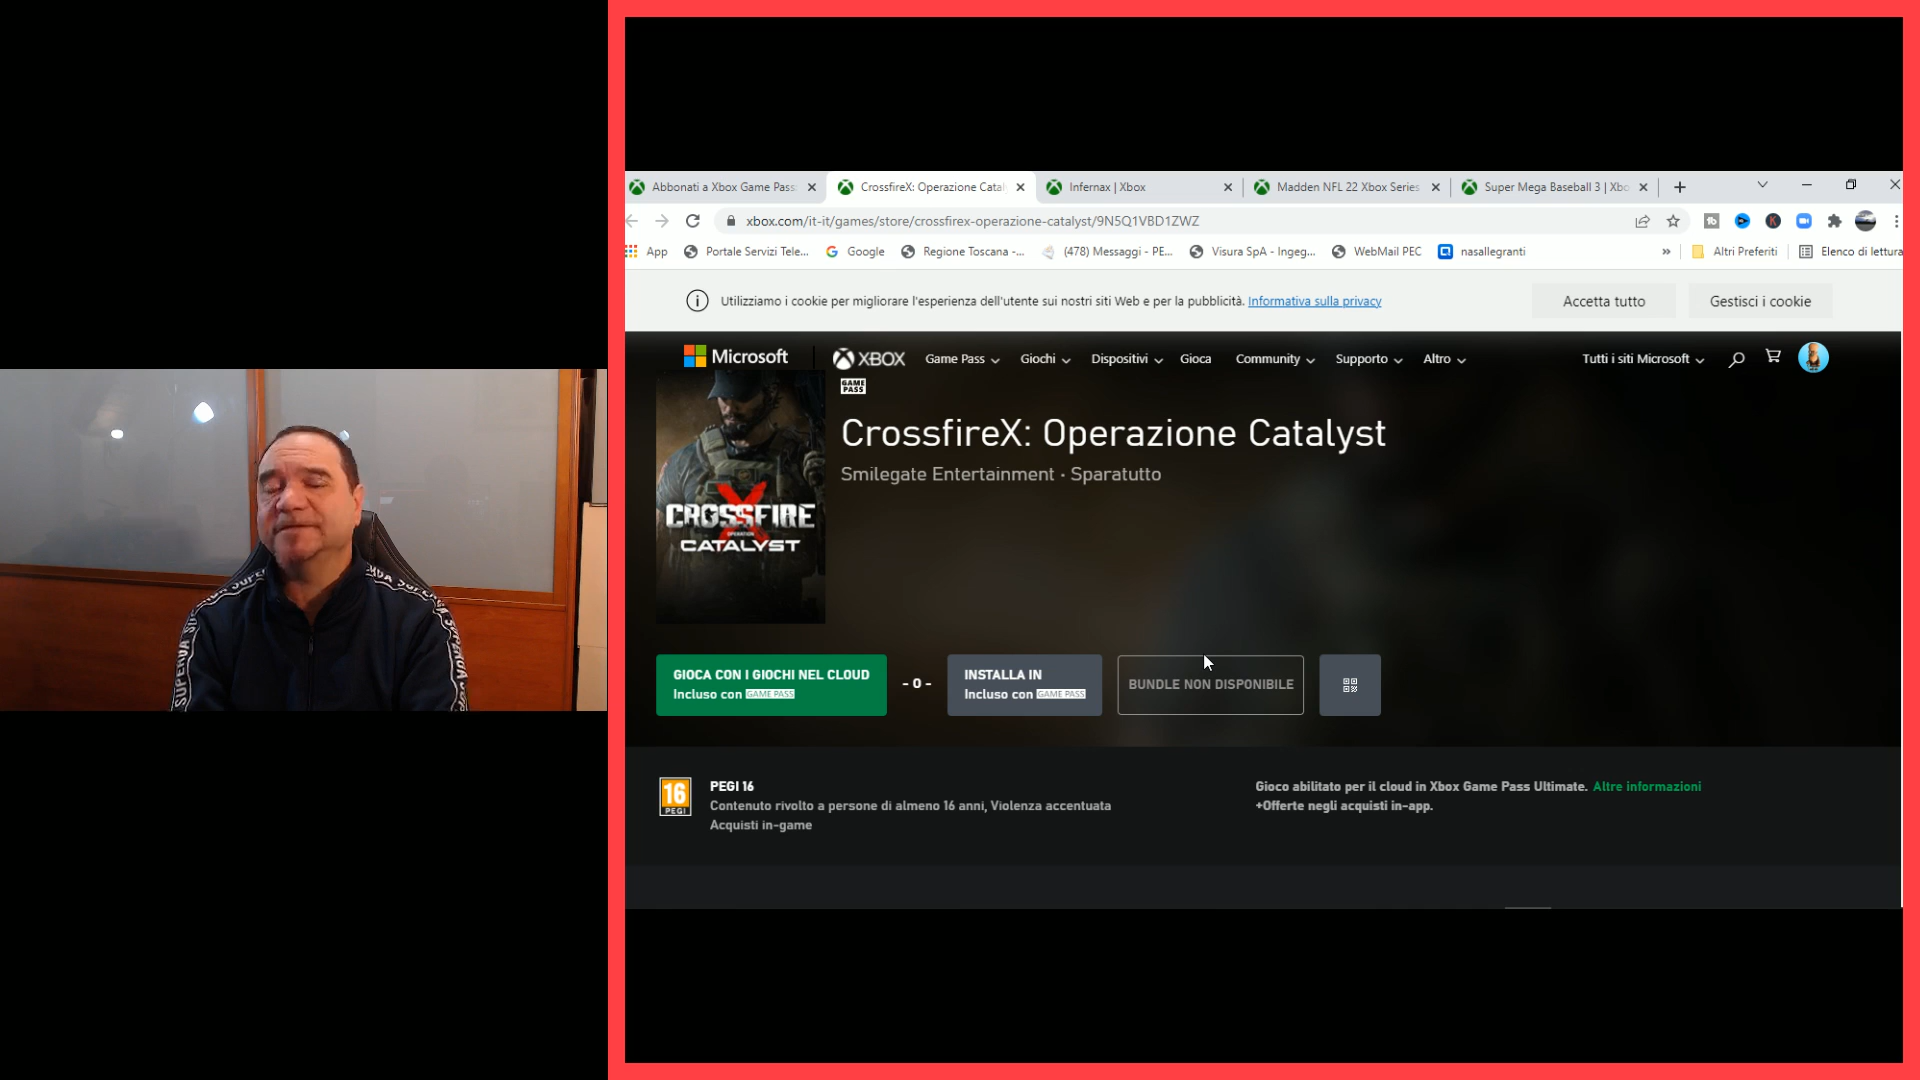 SUPERDA SU
ENDA SUPE
Abbonati a Xbox Game Pass
CrossfireX: Operazione Catal
Infernax | Xbox
Madden NFL 22 Xbox Series
Super Mega Baseball 3 | Xbo
xbox.com/it-it/games/store/crossfirex-operazione-catalyst/9N5Q1VBD1ZWZ
App
Portale Servizi Tele...
Google
Regione Toscana -...
(478) Messaggi - PE...
Visura SpA - Ingeg...
WebMail PEC
nasallegranti
»
Altri Preferiti
Elenco di lettura
Utilizziamo i cookie per migliorare l'esperienza dell'utente sui nostri siti Web e per la pubblicità. Informativa sulla privacy
Accetta tutto
Gestisci i cookie
Microsoft
XBOX
Game Pass
Giochi
Dispositivi
Gioca
Community
Supporto
Altro
Tutti i siti Microsoft
GAME
PASS
CrossfireX: Operazione Catalyst
Smilegate Entertainment • Sparatutto
CROSSFIRE
X
OPERATION
CATALYST
GIOCA CON I GIOCHI NEL CLOUD
Incluso con GAME PASS
- O -
INSTALLA IN
Incluso con GAME PASS
BUNDLE NON DISPONIBILE
16
PEGI
PEGI 16
Contenuto rivolto a persone di almeno 16 anni, Violenza accentuata
Acquisti in-game
Gioco abilitato per il cloud in Xbox Game Pass Ultimate. Altre informazioni
+Offerte negli acquisti in-app.